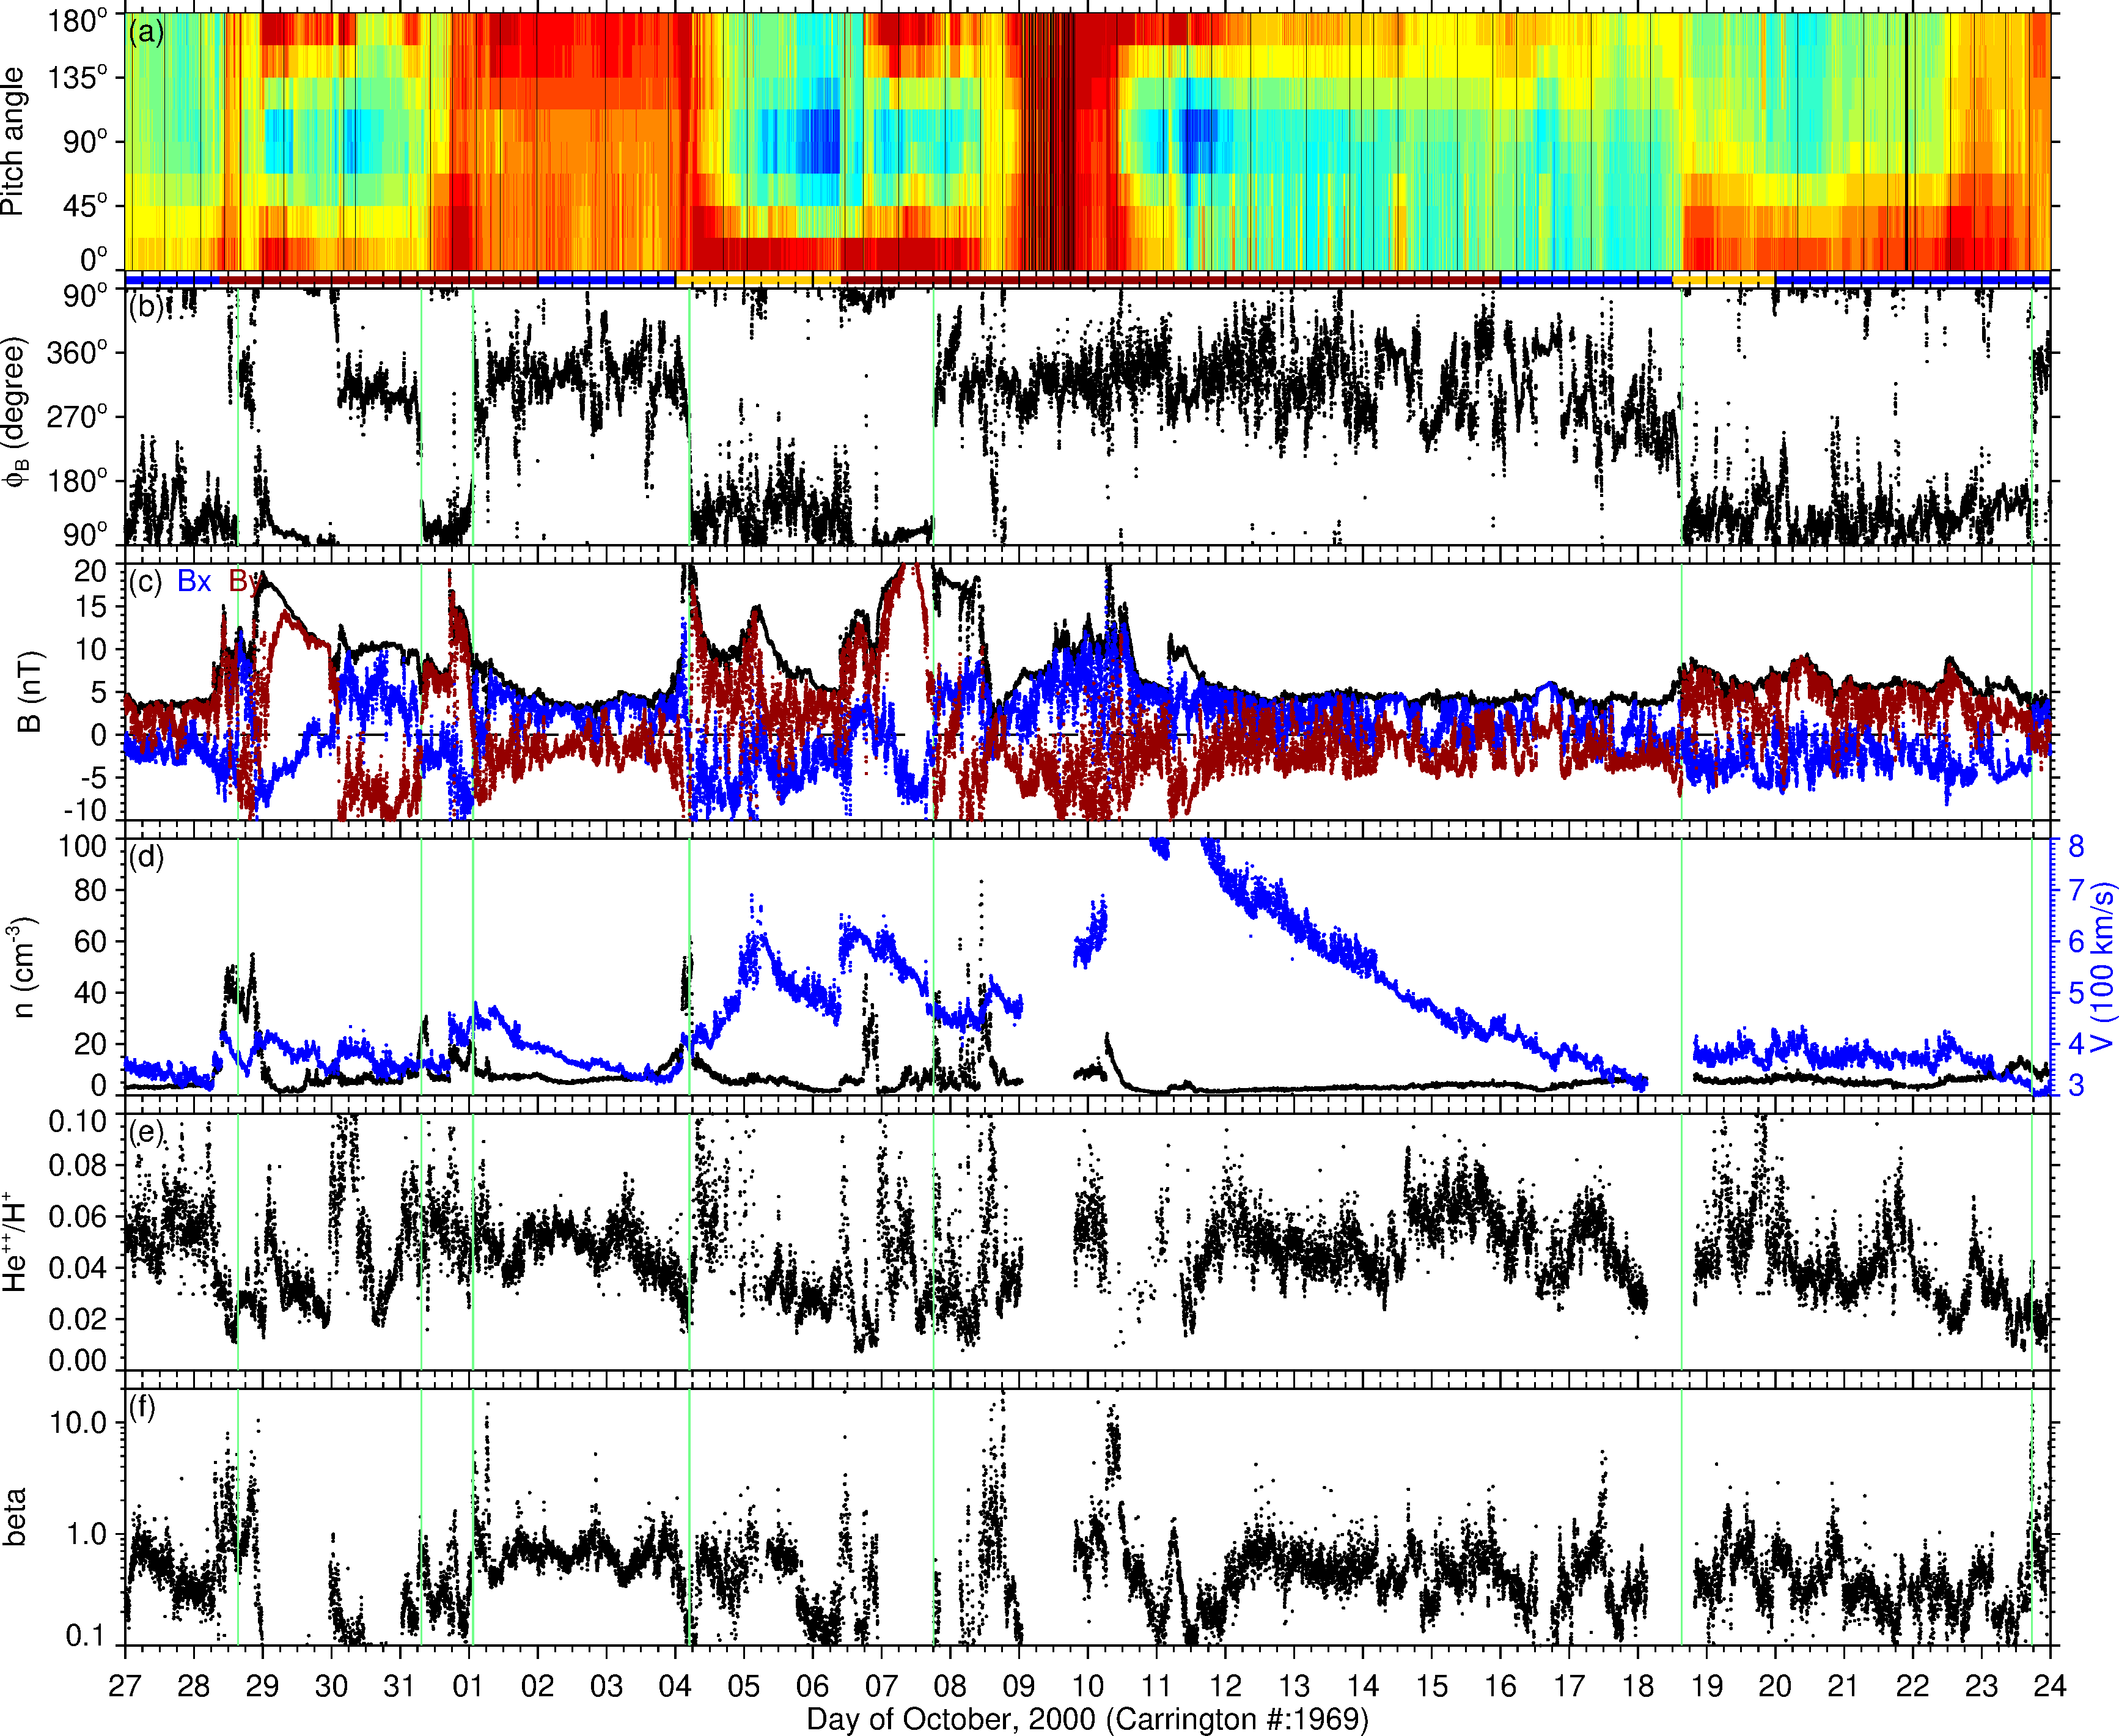 (a)
180°
135°
90°
45°
0°
Pitch angle
(b)
90°
360°
270°
180°
90°
ϕB (degree)
(c) Bx By
20
15
10
5
0
-5
-10
B (nT)
(d)
100
80
60
40
20
0
n (cm-3)
8
7
6
5
4
3
V (100 km/s)
(e)
0.10
0.08
0.06
0.04
0.02
0.00
He++/H+
(f)
10.0
1.0
0.1
beta
27 28 29 30 31 01 02 03 04 05 06 07 08 09 10 11 12 13 14 15 16 17 18 19 20 21 22 23 24
Day of October, 2000 (Carrington #:1969)